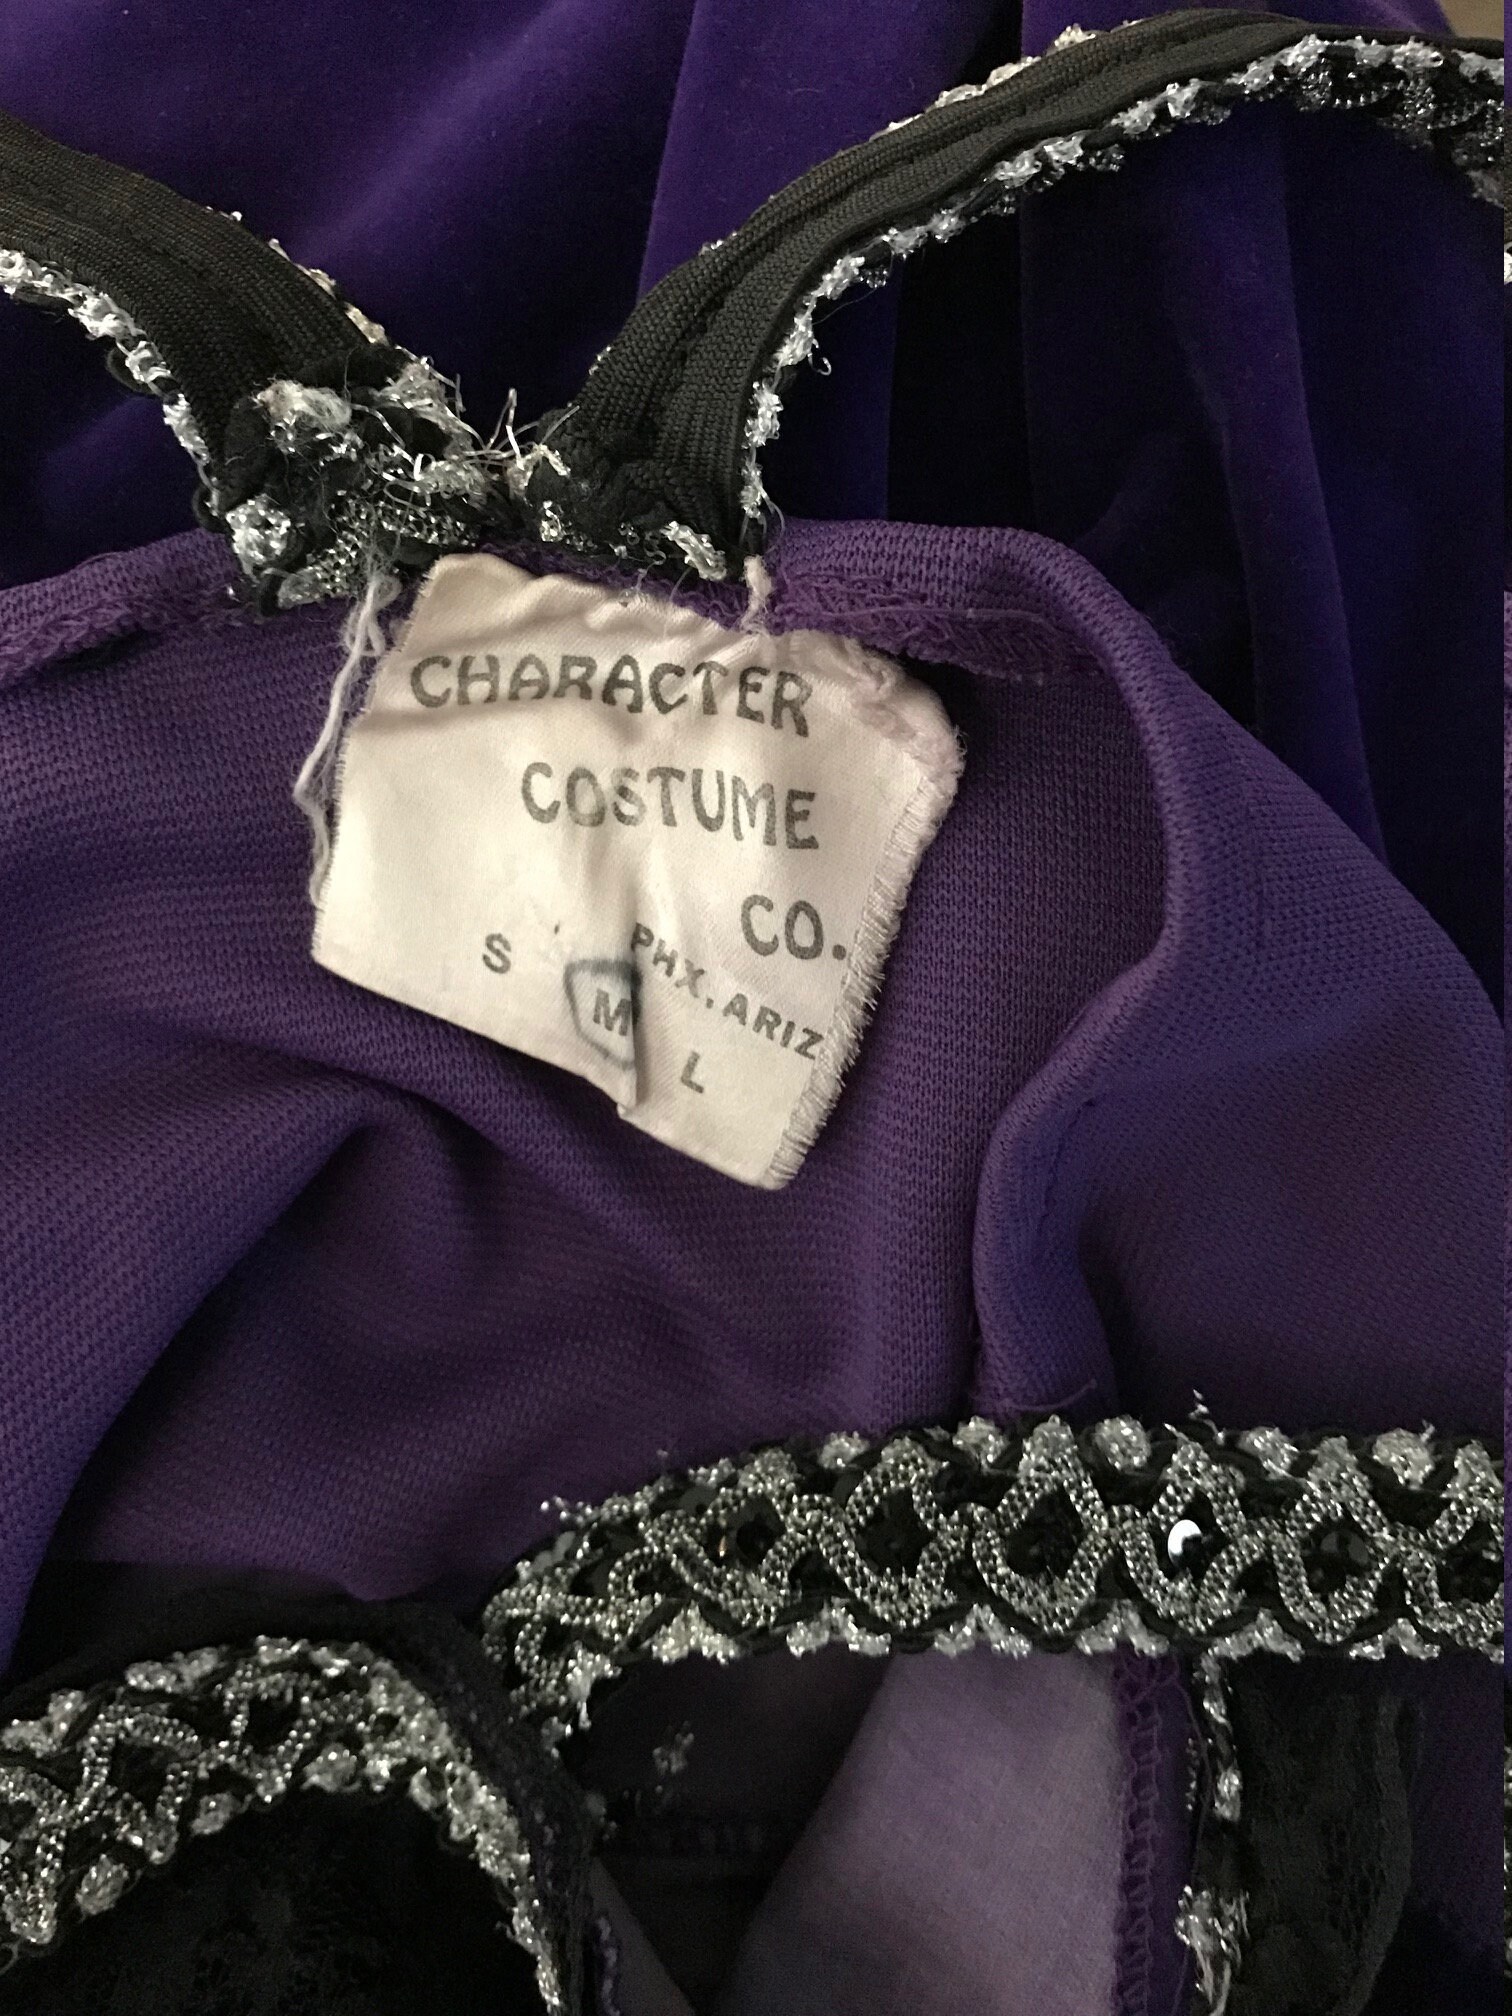 CHARACTER
COSTUME
CO.
PHX. ARIZ
S M L